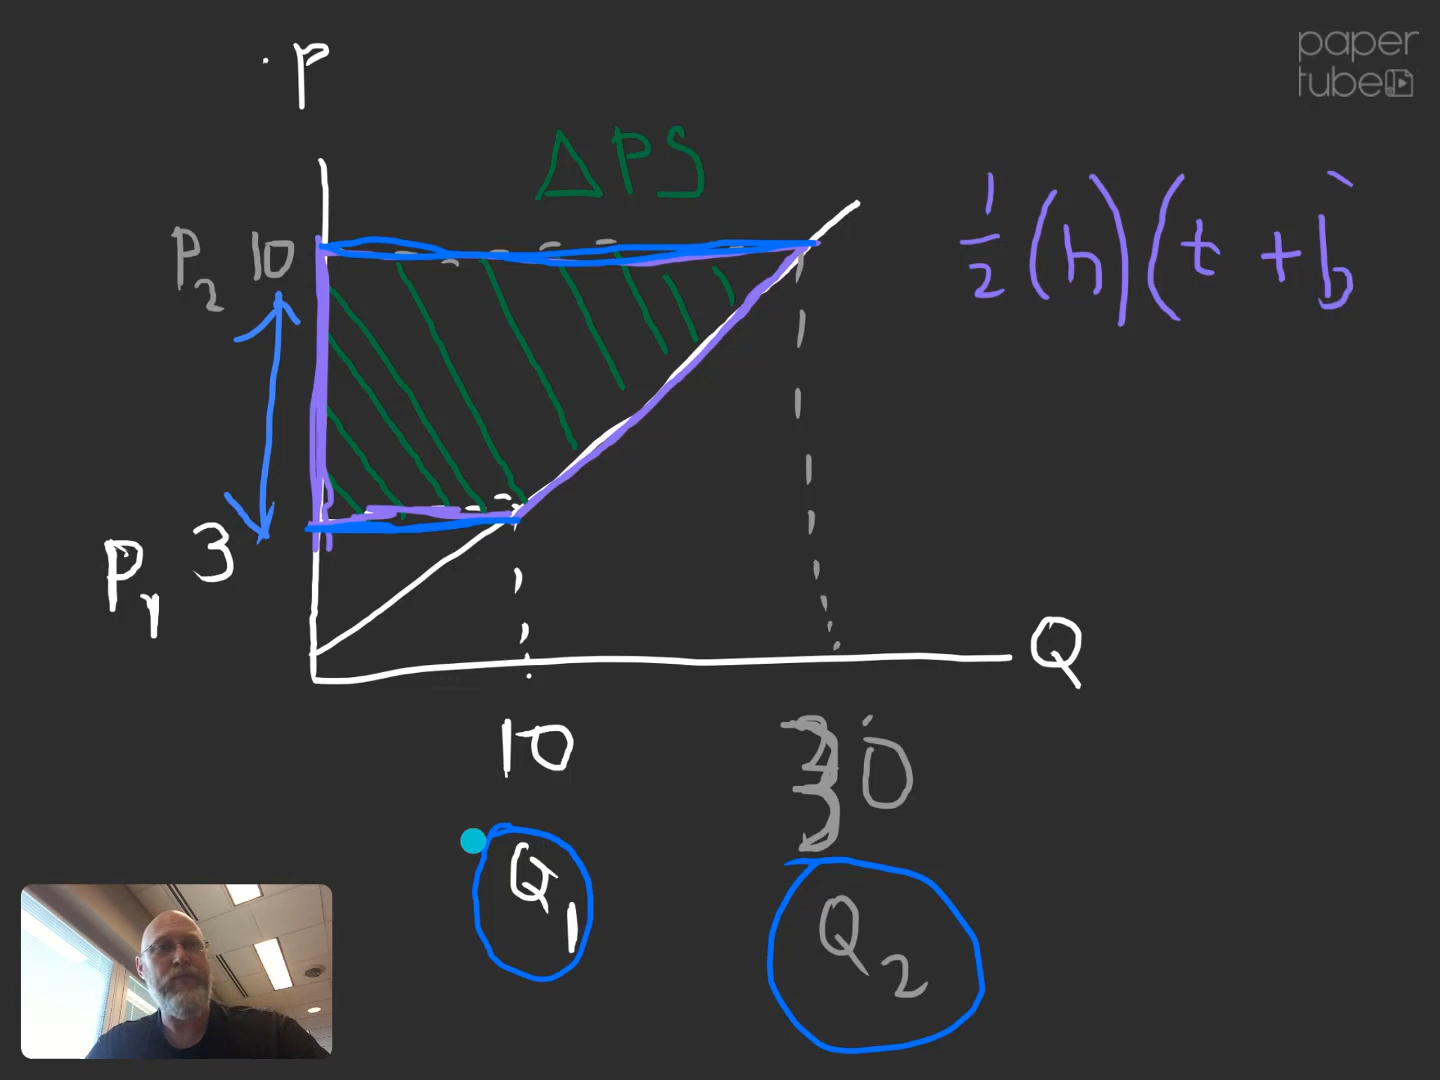 paper
tube
P
ΔPS
P2 10
1/2 (h)(t + b
P1 3
Q
10
30
Q1
Q2